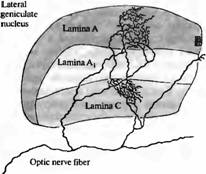 Lateral
geniculate
nucleus
Lamina A
Lamina A₁
Lamina C
Optic nerve fiber